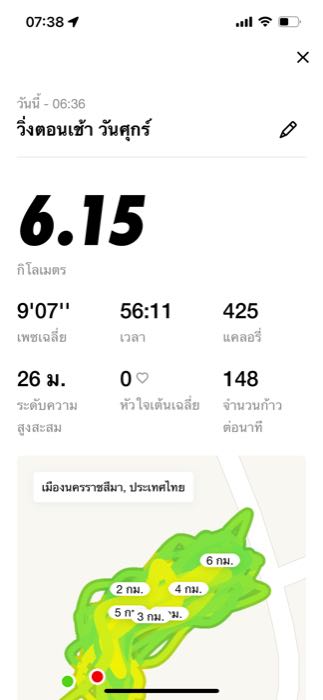 07:38
วันนี้ - 06:36
วิ่งตอนเช้า วันศุกร์
6.15
กิโลเมตร
9'07'' 56:11 425
เพซเฉลี่ย เวลา แคลอรี่
26 ม. 0 148
ระดับความสูงสะสม หัวใจเต้นเฉลี่ย จำนวนก้าวต่อนาที
เมืองนครราชสีมา, ประเทศไทย
6 กม.
2 กม. 4 กม.
5 ก 3 กม. ม.